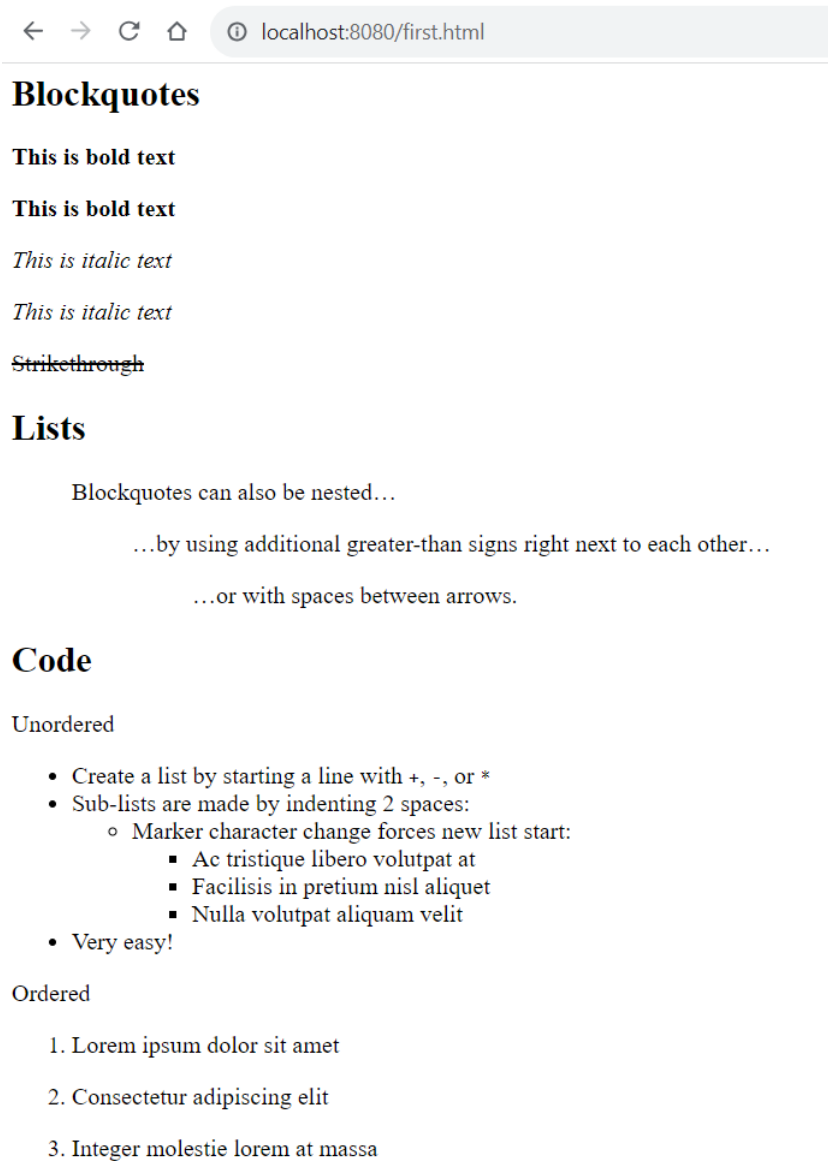 localhost:8080/first.html
Blockquotes
This is bold text
This is bold text
This is italic text
This is italic text
Strikethrough
Lists
Blockquotes can also be nested…
…by using additional greater-than signs right next to each other…
…or with spaces between arrows.
Code
Unordered
• Create a list by starting a line with +, -, or *
• Sub-lists are made by indenting 2 spaces:
◦ Marker character change forces new list start:
▪ Ac tristique libero volutpat at
▪ Facilisis in pretium nisl aliquet
▪ Nulla volutpat aliquam velit
• Very easy!
Ordered
1. Lorem ipsum dolor sit amet
2. Consectetur adipiscing elit
3. Integer molestie lorem at massa